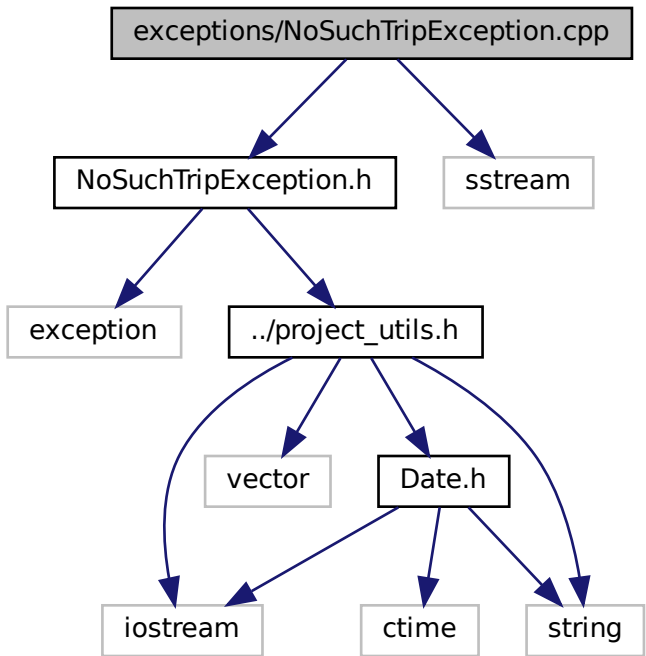 exceptions/NoSuchTripException.cpp
NoSuchTripException.h
sstream
exception
../project_utils.h
vector
Date.h
iostream
ctime
string